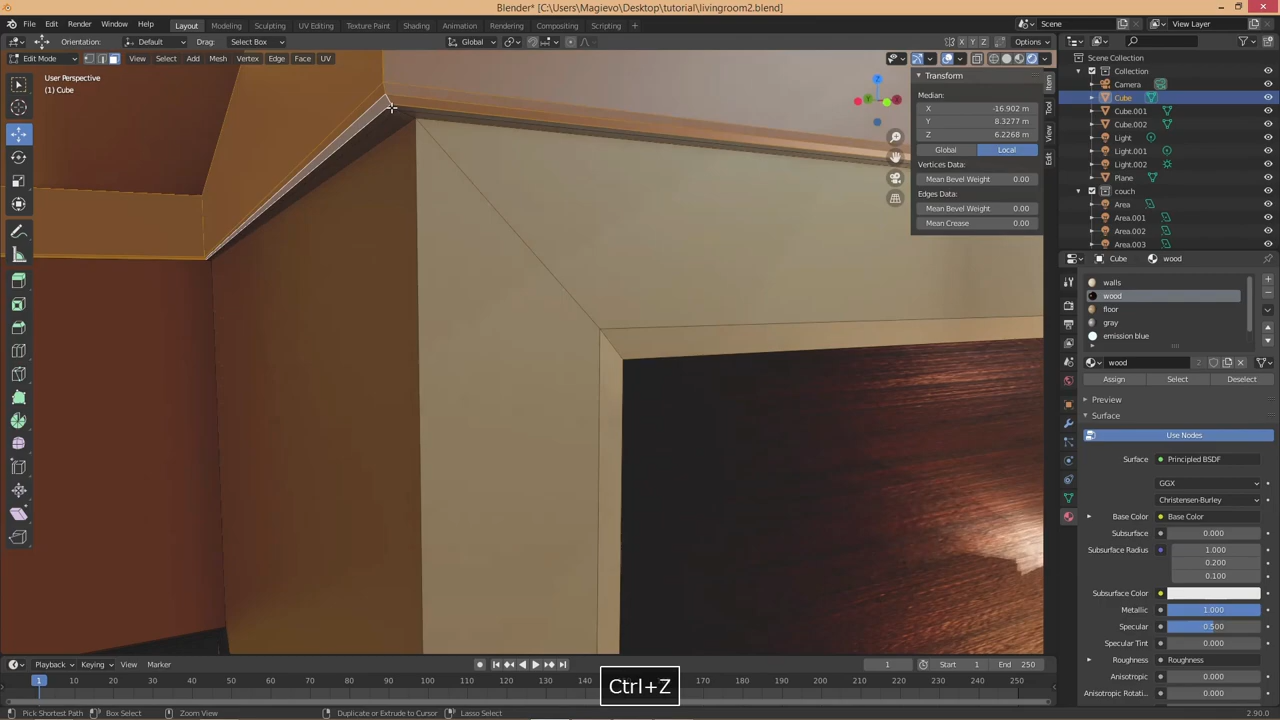 Blender* [C:\Users\Magievo\Desktop\tutorial\livingroom2.blend]
File Edit Render Window Help Layout Modeling Sculpting UV Editing Texture Paint Shading Animation Rendering Compositing Scripting Scene View Layer
Orientation: Default Drag: Select Box Global X Y Z Options
Edit Mode View Select Add Mesh Vertex Edge Face UV
User Perspective
(1) Cube
Transform
Median:
X -16.902 m
Y 8.3277 m
Z 6.2268 m
Global Local
Vertices Data:
Mean Bevel Weight 0.00
Edges Data:
Mean Bevel Weight 0.00
Mean Crease 0.00
Item
Tool
View
Edit
Scene Collection
Collection
Camera
Cube
Cube.001
Cube.002
Light
Light.001
Light.002
Plane
couch
Area
Area.001
Area.002
Area.003
Cube wood
walls
wood
floor
gray
emission blue
wood 2
Assign Select Deselect
Preview
Surface
Use Nodes
Surface Principled BSDF
GGX
Christensen-Burley
Base Color Base Color
Subsurface 0.000
Subsurface Radius 1.000
0.200
0.100
Subsurface Color
Metallic 1.000
Specular 0.500
Specular Tint 0.000
Roughness Roughness
Anisotropic 0.000
Anisotropic Rotati.. 0.000
Ctrl+Z
Playback Keying View Marker 1 Start 1 End 250
1 10 20 30 40 50 60 70 80 90 100 110 120 130 140 150 160 170 180 190 200 210 220 230 240 250
Pick Shortest Path Box Select Zoom View Duplicate or Extrude to Cursor Lasso Select 2.90.0